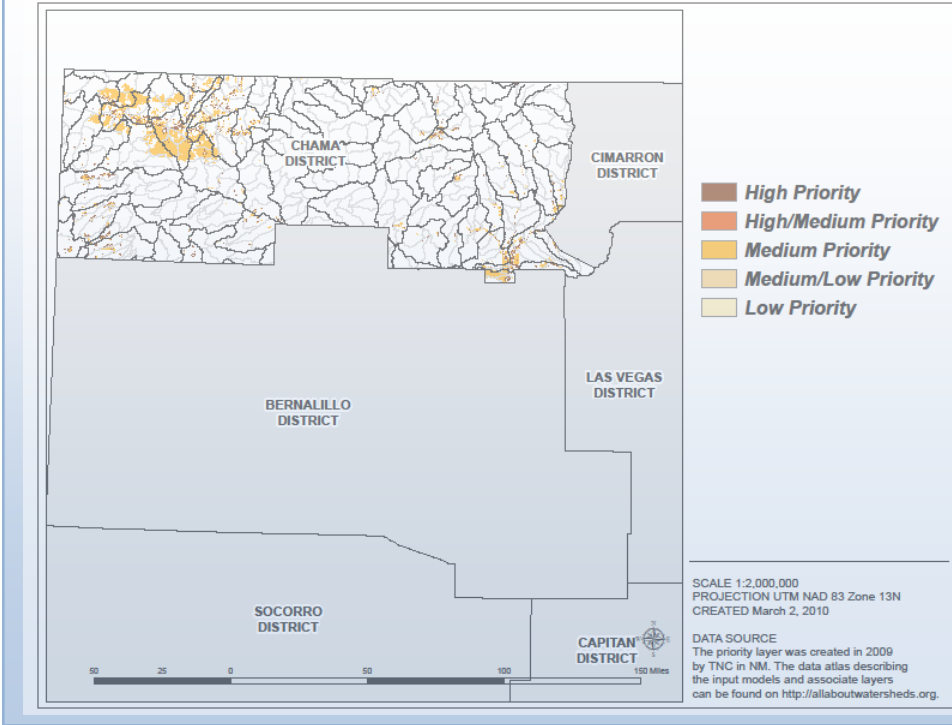 CHAMA
DISTRICT
CIMARRON
DISTRICT
High Priority
High/Medium Priority
Medium Priority
Medium/Low Priority
Low Priority
LAS VEGAS
DISTRICT
BERNALILLO
DISTRICT
SCALE 1:2,000,000
PROJECTION UTM NAD 83 Zone 13N
CREATED March 2, 2010
SOCORRO
DISTRICT
CAPITAN
DISTRICT
N
S
DATA SOURCE
The priority layer was created in 2009
by TNC in NM. The data atlas describing
the input models and associate layers
can be found on http://allaboutwatersheds.org.
50 25 0 50 100 150 Miles